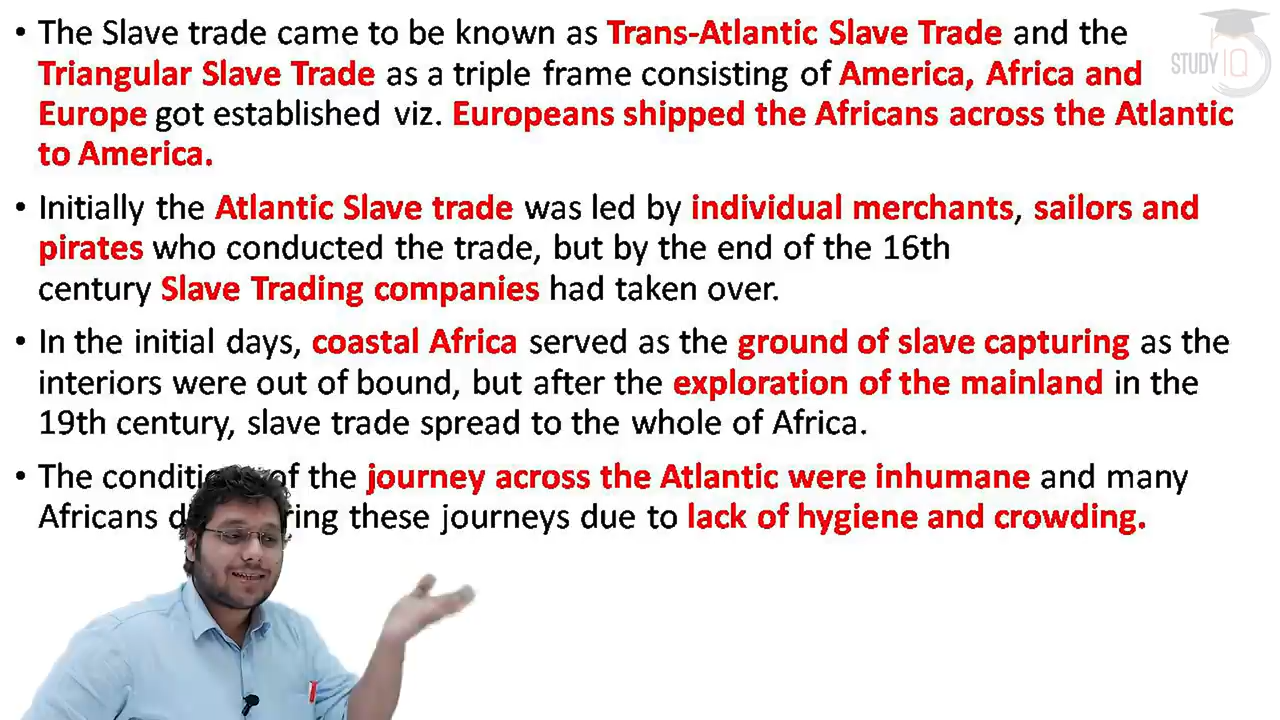 • The Slave trade came to be known as Trans-Atlantic Slave Trade and the
Triangular Slave Trade as a triple frame consisting of America, Africa and
Europe got established viz. Europeans shipped the Africans across the Atlantic
to America.
• Initially the Atlantic Slave trade was led by individual merchants, sailors and
pirates who conducted the trade, but by the end of the 16th
century Slave Trading companies had taken over.
• In the initial days, coastal Africa served as the ground of slave capturing as the
interiors were out of bound, but after the exploration of the mainland in the
19th century, slave trade spread to the whole of Africa.
• The of the journey across the Atlantic were inhumane and many
Africans these journeys due to lack of hygiene and crowding.
STUDY IQ